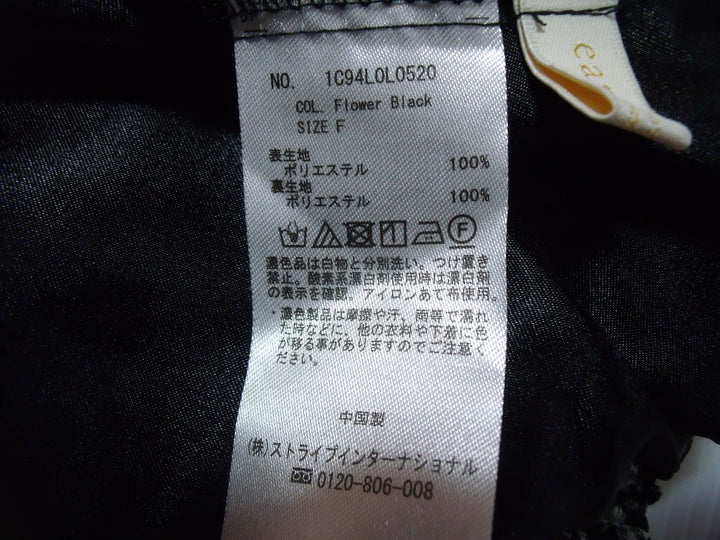 NO. 1C94L0L0520
COL. Flower Black
SIZE F
表生地
ポリエステル 100%
裏生地
ポリエステル 100%
F
濃色品は白物と分別洗い。つけ置き
禁止。酸素系漂白剤使用時は漂白剤
の表示を確認。アイロンあて布使用。
・濃色製品は摩擦や汗、雨等で濡れ
た時などに、他の衣料や下着に色
が移る事がありますのでご注意く
ださい。
中国製
(株)ストライプインターナショナル
0120-806-008